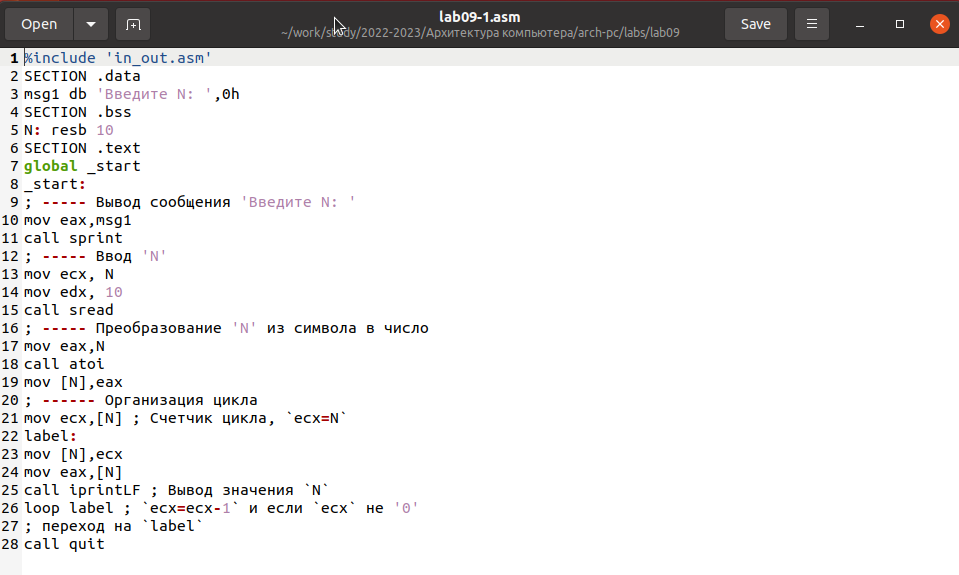 Open
lab09-1.asm
~/work/study/2022-2023/Архитектура компьютера/arch-pc/labs/lab09
Save
1 %include 'in_out.asm'
2 SECTION .data
3 msg1 db 'Введите N: ',0h
4 SECTION .bss
5 N: resb 10
6 SECTION .text
7 global _start
8 _start:
9 ; ----- Вывод сообщения 'Введите N: '
10 mov eax,msg1
11 call sprint
12 ; ----- Ввод 'N'
13 mov ecx, N
14 mov edx, 10
15 call sread
16 ; ----- Преобразование 'N' из символа в число
17 mov eax,N
18 call atoi
19 mov [N],eax
20 ; ------ Организация цикла
21 mov ecx,[N] ; Счетчик цикла, `ecx=N`
22 label:
23 mov [N],ecx
24 mov eax,[N]
25 call iprintLF ; Вывод значения `N`
26 loop label ; `ecx=ecx-1` и если `ecx` не '0'
27 ; переход на `label`
28 call quit